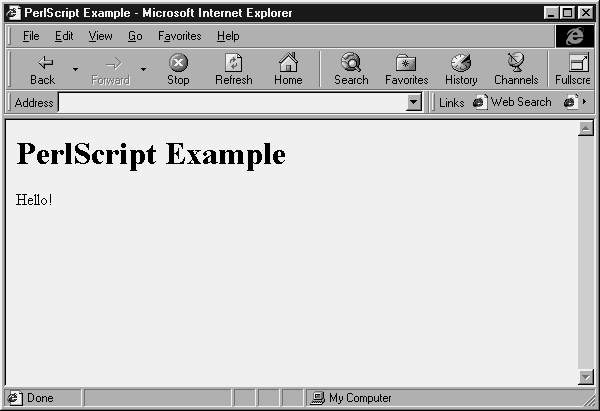 PerlScript Example - Microsoft Internet Explorer
File Edit View Go Favorites Help
Back Forward Stop Refresh Home Search Favorites History Channels Fullscre
Address Links Web Search
PerlScript Example
Hello!
Done My Computer